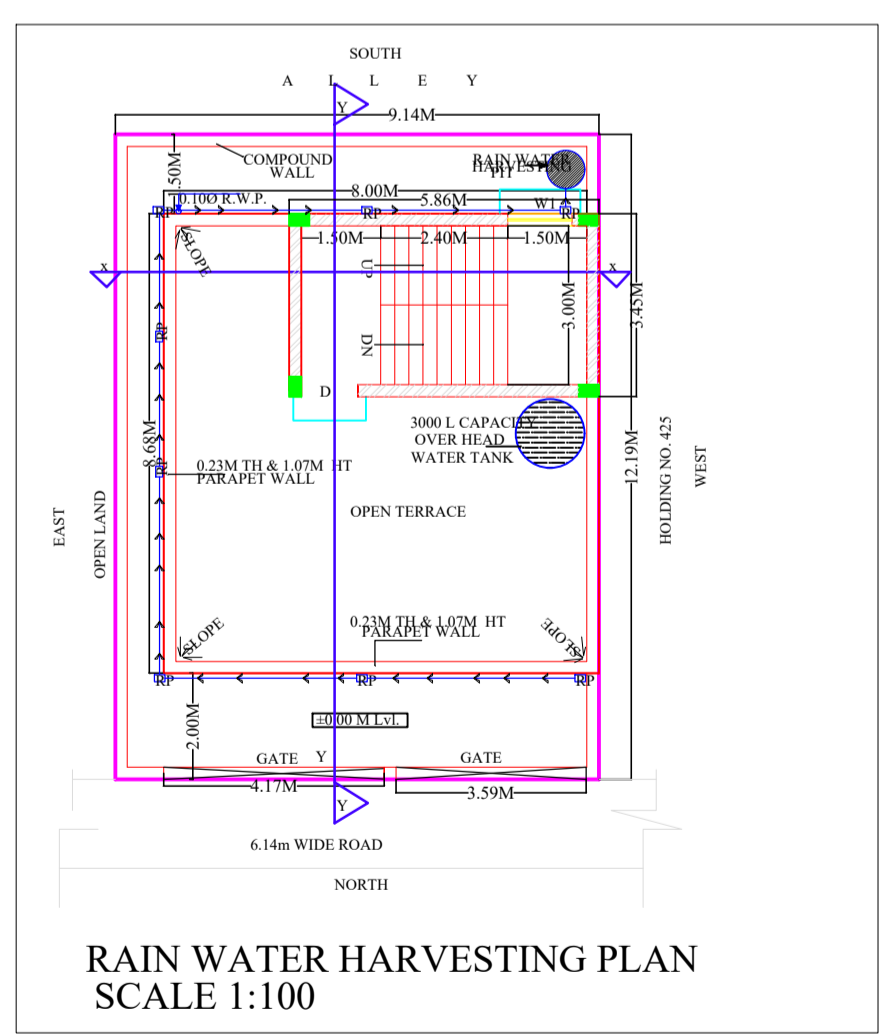 SOUTH
A L L E Y
Y
9.14M
COMPOUND
WALL
RAIN WATER
HARVESTING
PIT
.50M
8.00M
0.10Ø R.W.P.
5.86M
W1
RP
RP
RP
1.50M
2.40M
1.50M
SLOPE
UP
X
X
3.00M
3.45M
RP
DN
D
3000 L CAPACITY
OVER HEAD
WATER TANK
8.68M
12.19M
HOLDING NO. 425
WEST
RP
0.23M TH & 1.07M HT
PARAPET WALL
EAST
OPEN LAND
OPEN TERRACE
SLOPE
0.23M TH & 1.07M HT
PARAPET WALL
SLOPE
RP
RP
RP
2.00M
±0.00 M Lvl.
GATE
Y
GATE
4.17M
3.59M
Y
6.14m WIDE ROAD
NORTH
RAIN WATER HARVESTING PLAN
SCALE 1:100